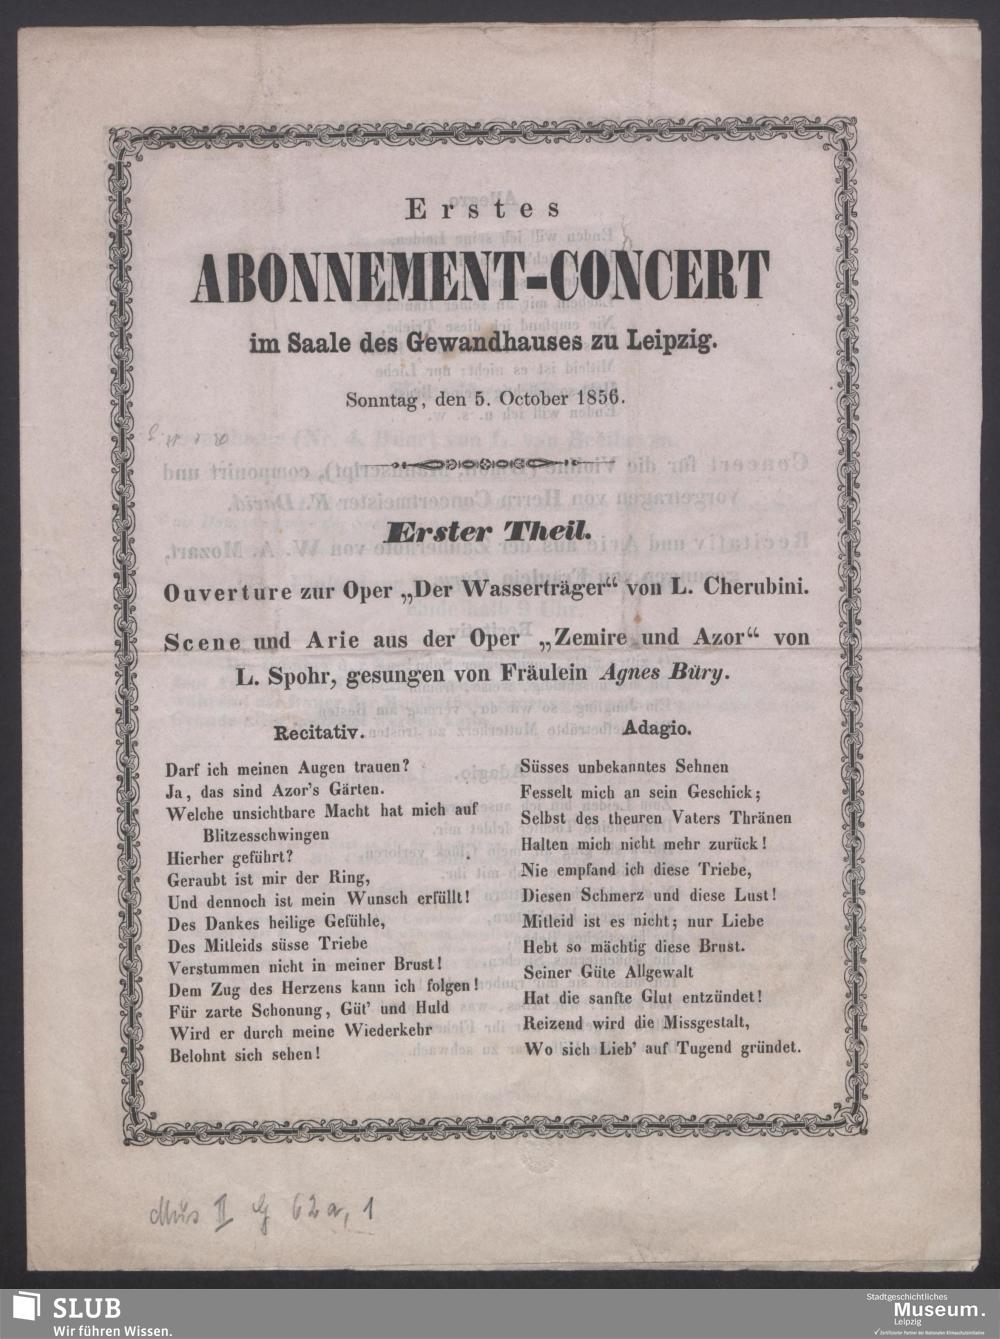 Erstes
ABONNEMENT-CONCERT
im Saale des Gewandhauses zu Leipzig.
Sonntag, den 5. October 1856.
Erster Theil.
Ouverture zur Oper „Der Wasserträger“ von L. Cherubini.
Scene und Arie aus der Oper „Zemire und Azor“ von
L. Spohr, gesungen von Fräulein Agnes Büry.
Recitativ.
Darf ich meinen Augen trauen?
Ja, das sind Azor's Gärten.
Welche unsichtbare Macht hat mich auf
Blitzesschwingen
Hierher geführt?
Geraubt ist mir der Ring,
Und dennoch ist mein Wunsch erfüllt!
Des Dankes heilige Gefühle,
Des Mitleids süsse Triebe
Verstummen nicht in meiner Brust!
Dem Zug des Herzens kann ich folgen!
Für zarte Schonung, Güt' und Huld
Wird er durch meine Wiederkehr
Belohnt sich sehen!
Adagio.
Süsses unbekanntes Sehnen
Fesselt mich an sein Geschick;
Selbst des theuren Vaters Thränen
Halten mich nicht mehr zurück!
Nie empfand ich diese Triebe,
Diesen Schmerz und diese Lust!
Mitleid ist es nicht; nur Liebe
Hebt so mächtig diese Brust.
Seiner Güte Allgewalt
Hat die sanfte Glut entzündet!
Reizend wird die Missgestalt,
Wo sich Lieb' auf Tugend gründet.
Mus II G 62a, 1
SLUB
Wir führen Wissen.
Stadtgeschichtliches
Museum.
Leipzig